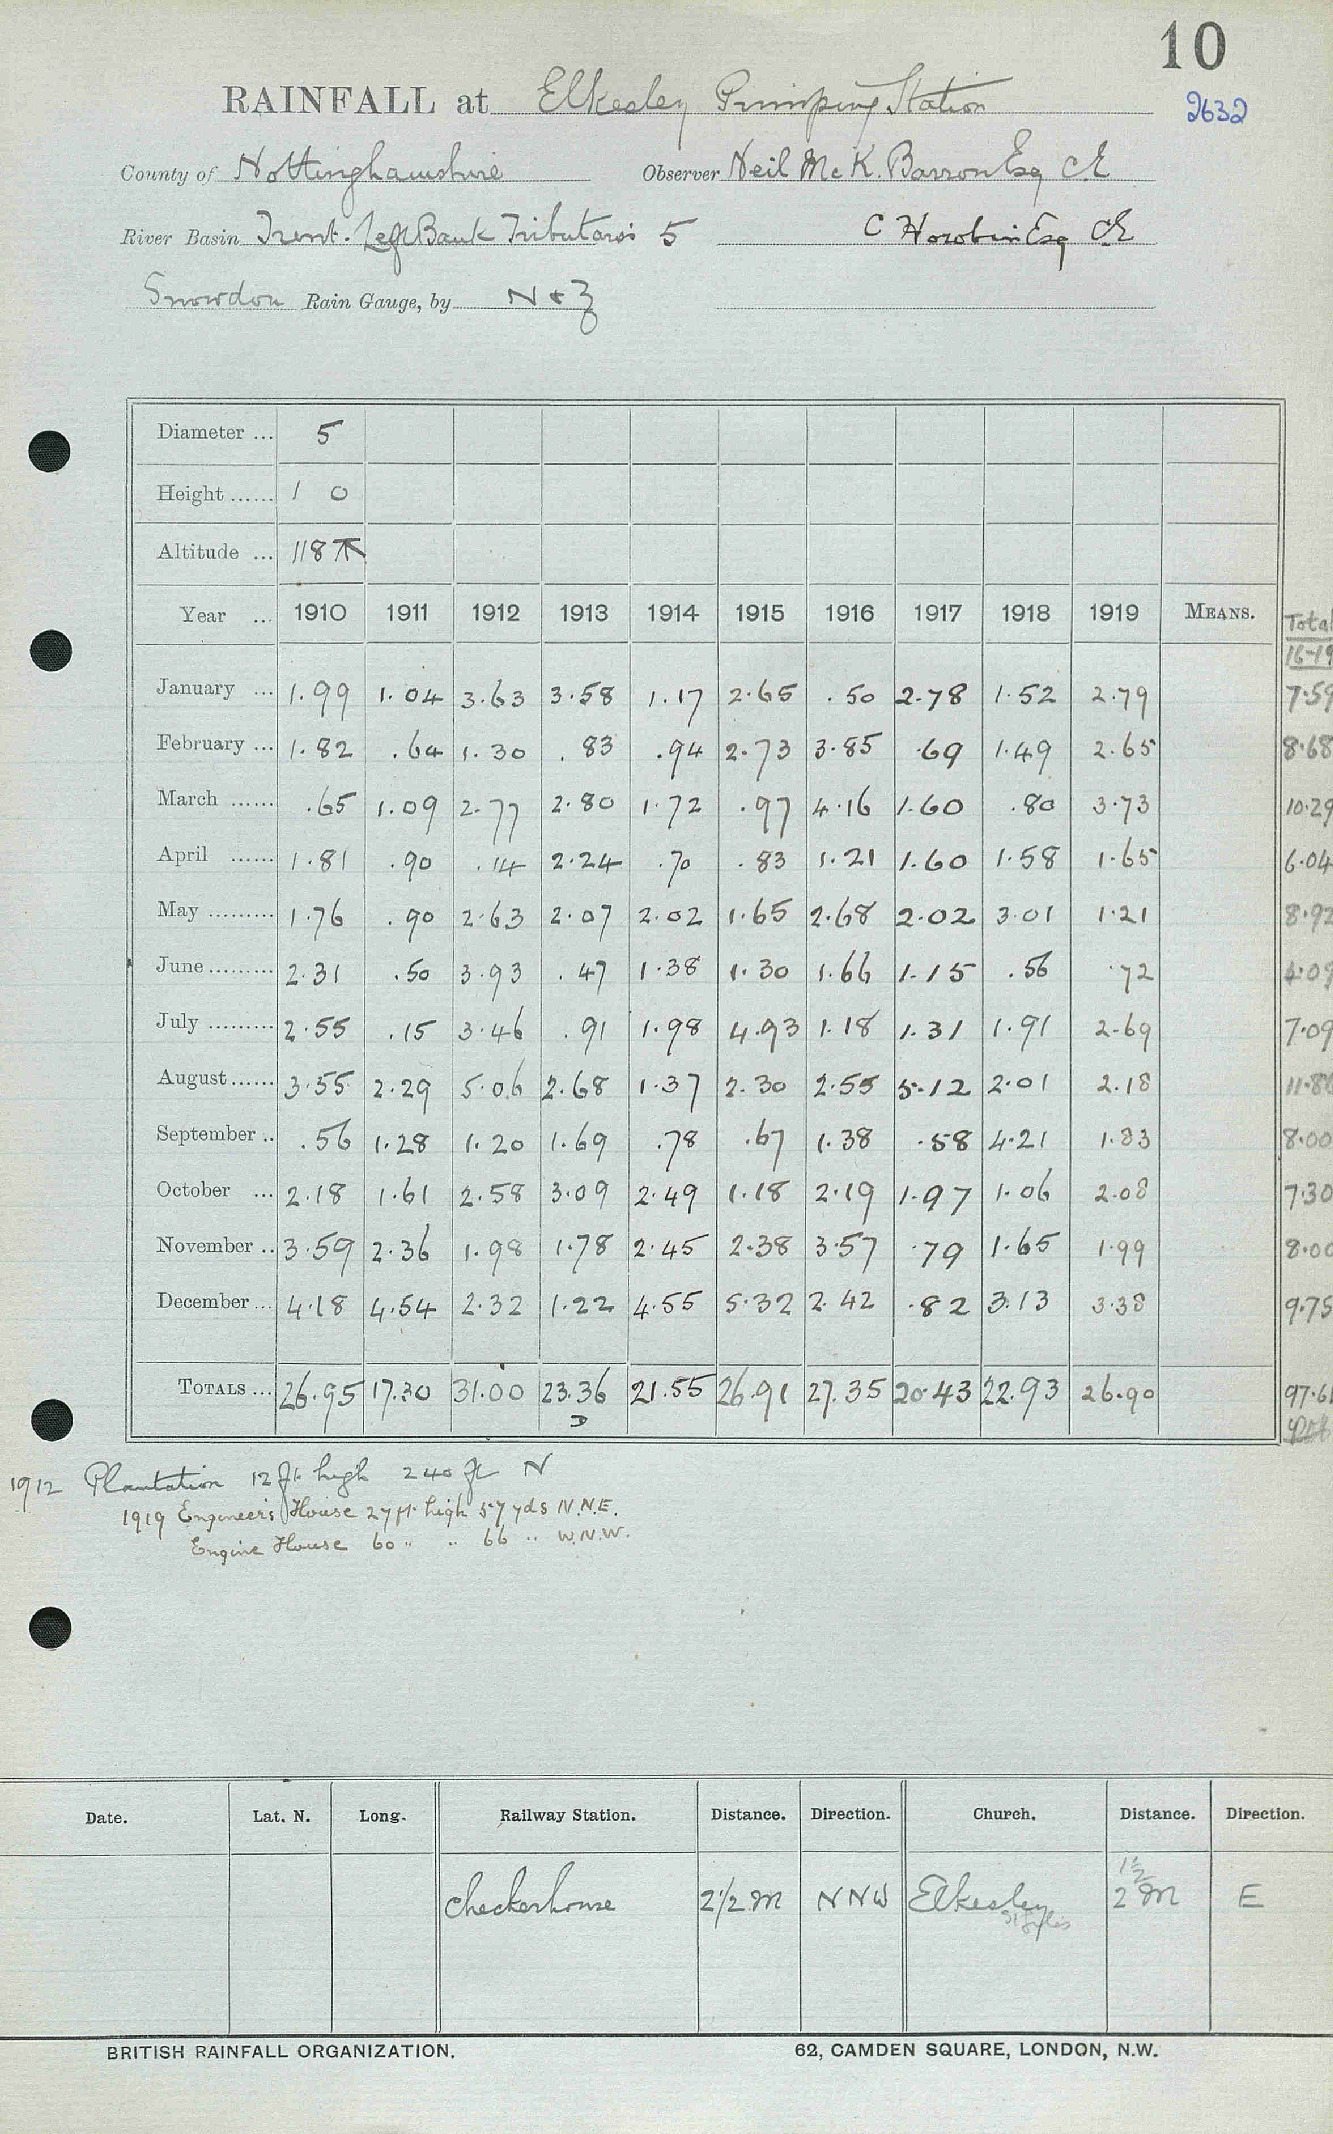 10
RAINFALL at Elkesley Pumping Station 2632
County of Nottinghamshire Observer Neil McK. Barron Esq CE
River Basin Trent. Left Bank Tributaries 5 C Horobin Esq CE
Snowdon Rain Gauge, by N & Z
Diameter ... 5
Height ...... 1 0
Altitude ... 118
Year ... 1910 1911 1912 1913 1914 1915 1916 1917 1918 1919 MEANS. Total
16-19
January ... 1.99 1.04 3.63 3.58 1.17 2.65 .50 2.78 1.52 2.79 7.59
February ... 1.82 .64 1.30 .83 .94 2.73 3.85 .69 1.49 2.65 8.68
March ...... .65 1.09 2.77 2.80 1.72 .97 4.16 1.60 .80 3.73 10.29
April ...... 1.81 .90 .14 2.24 .70 .83 1.21 1.60 1.58 1.65 6.04
May .......... 1.76 .90 2.63 2.07 2.02 1.65 2.68 2.02 3.01 1.21 8.92
June .......... 2.31 .50 3.93 .47 1.38 1.30 1.66 1.15 .56 .72 4.09
July .......... 2.55 .15 3.46 .91 1.98 4.93 1.18 1.31 1.91 2.69 7.09
August ...... 3.55 2.29 5.06 2.68 1.37 2.30 2.55 5.12 2.01 2.18 11.86
September .. .56 1.28 1.20 1.69 .78 .67 1.38 .58 4.21 1.83 8.00
October ... 2.18 1.61 2.58 3.09 2.49 1.18 2.19 1.97 1.06 2.08 7.30
November .. 3.59 2.36 1.98 1.78 2.45 2.38 3.57 .79 1.65 1.99 8.00
December ... 4.18 4.54 2.32 1.22 4.55 5.32 2.42 .82 3.13 3.38 9.75
TOTALS ... 26.95 17.30 31.00 23.36 21.55 26.91 27.35 20.43 22.93 26.90 97.61
D
1912 Plantation 12 ft high 240 ft N
1919 Engineer's House 27 ft. high 57 yds N.N.E.
Engine House 60 " " 66 " W.N.W.
Date. Lat. N. Long. Railway Station. Distance. Direction. Church. Distance. Direction.
1½
Checkerhouse 2½ M NNW Elkesley 2 M E
St Giles
BRITISH RAINFALL ORGANIZATION. 62, CAMDEN SQUARE, LONDON, N.W.